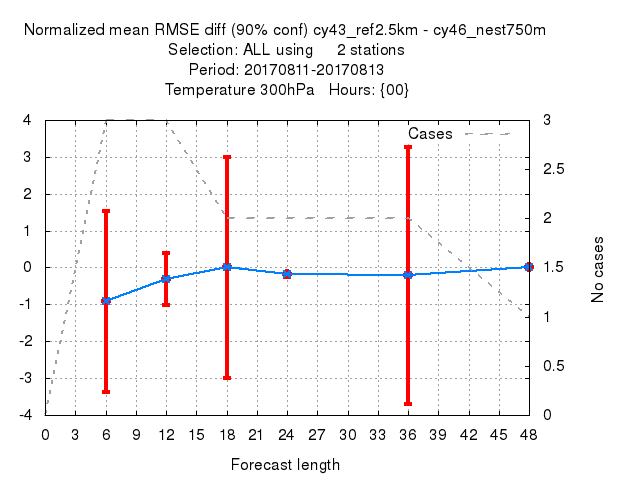 Normalized mean RMSE diff (90% conf) cy43_ref2.5km - cy46_nest750m
Selection: ALL using 2 stations
Period: 20170811-20170813
Temperature 300hPa Hours: {00}
Cases
4
3
2
1
0
-1
-2
-3
-4
3
2.5
2
1.5
1
0.5
0
No cases
0 3 6 9 12 15 18 21 24 27 30 33 36 39 42 45 48
Forecast length